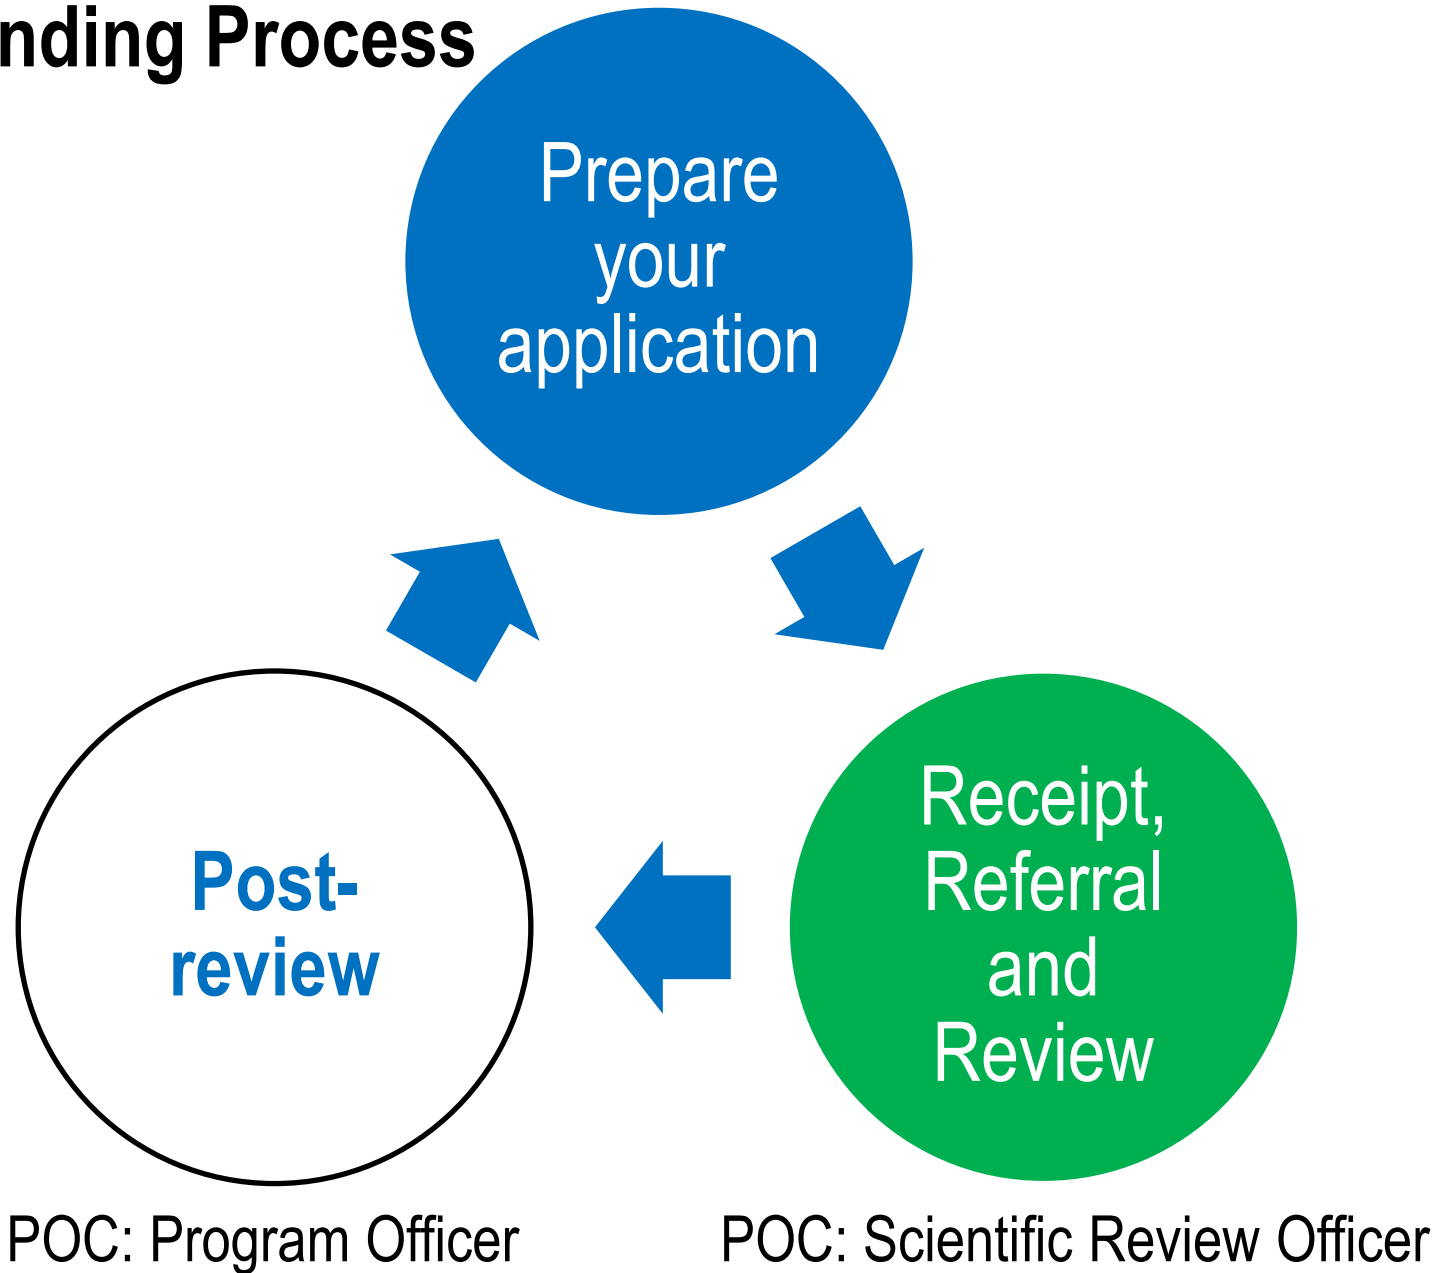 nding Process
Prepare
your
application
Receipt,
Referral
and
Review
Post-
review
POC: Program Officer
POC: Scientific Review Officer